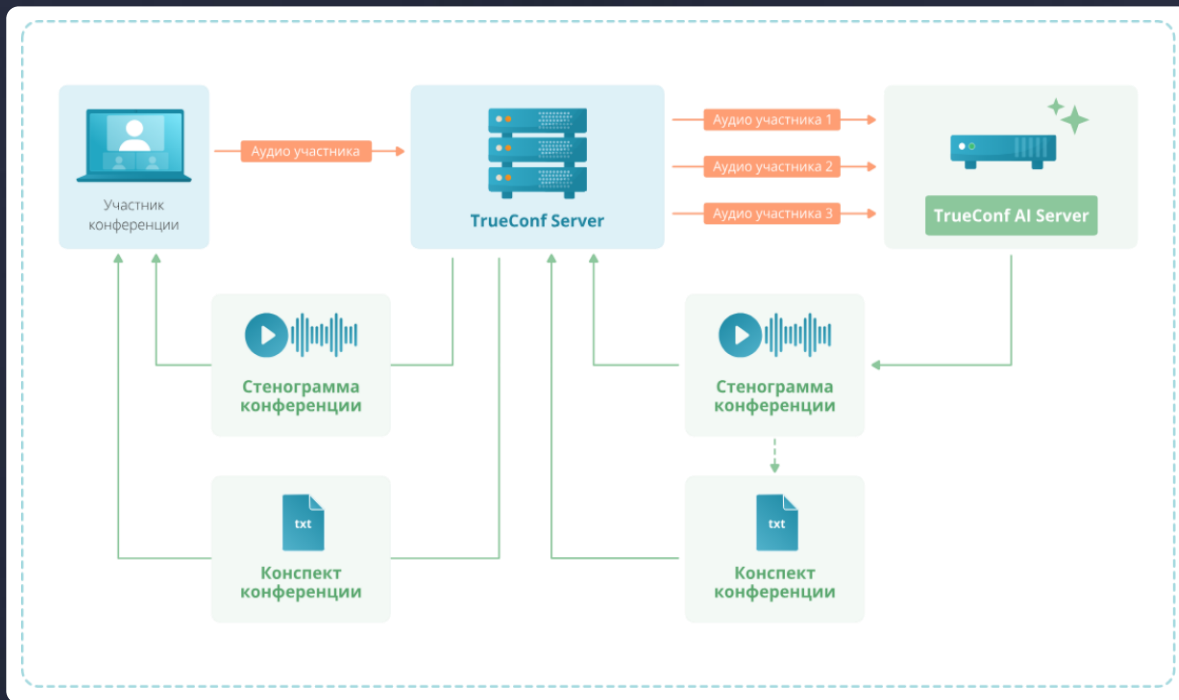 Аудио участника
Участник
конференции
TrueConf Server
Аудио участника 1
Аудио участника 2
Аудио участника 3
TrueConf AI Server
Стенограмма
конференции
Стенограмма
конференции
txt
Конспект
конференции
txt
Конспект
конференции